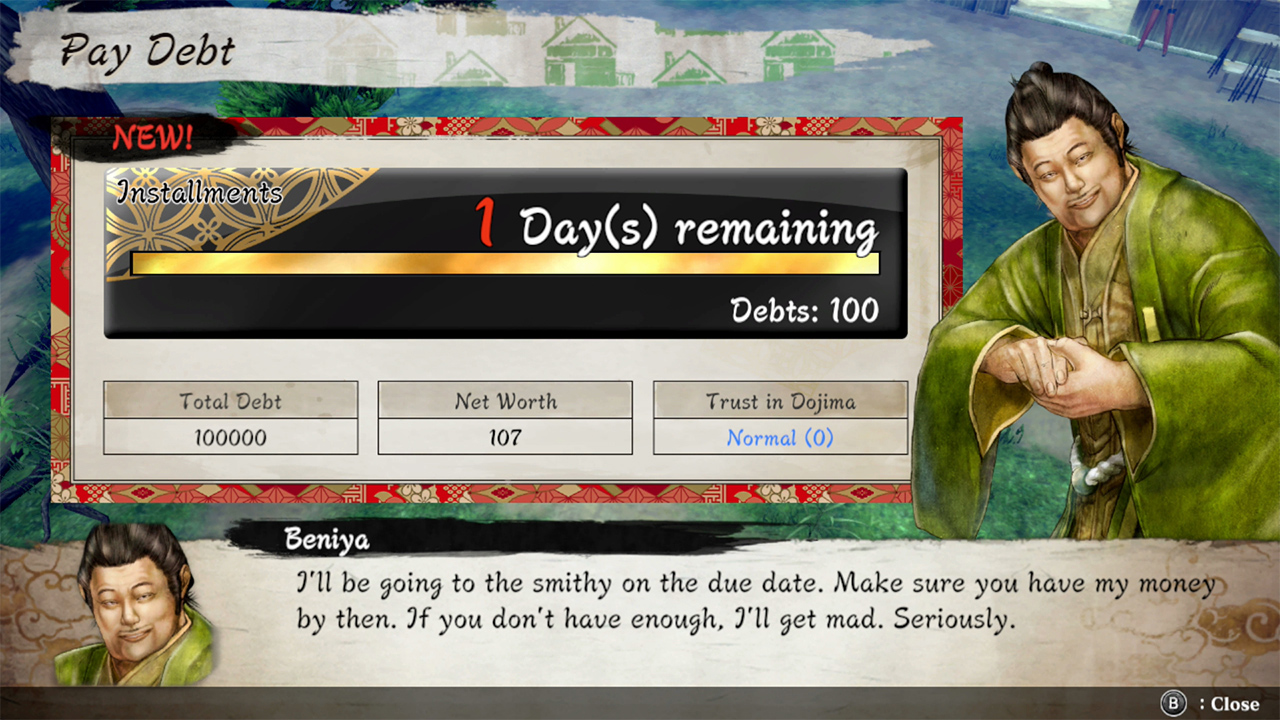 Pay Debt
NEW!
Installments
1 Day(s) remaining
Debts: 100
Total Debt
100000
Net Worth
107
Trust in Dojima
Normal (0)
Beniya
I'll be going to the smithy on the due date. Make sure you have my money
by then. If you don't have enough, I'll get mad. Seriously.
B : Close